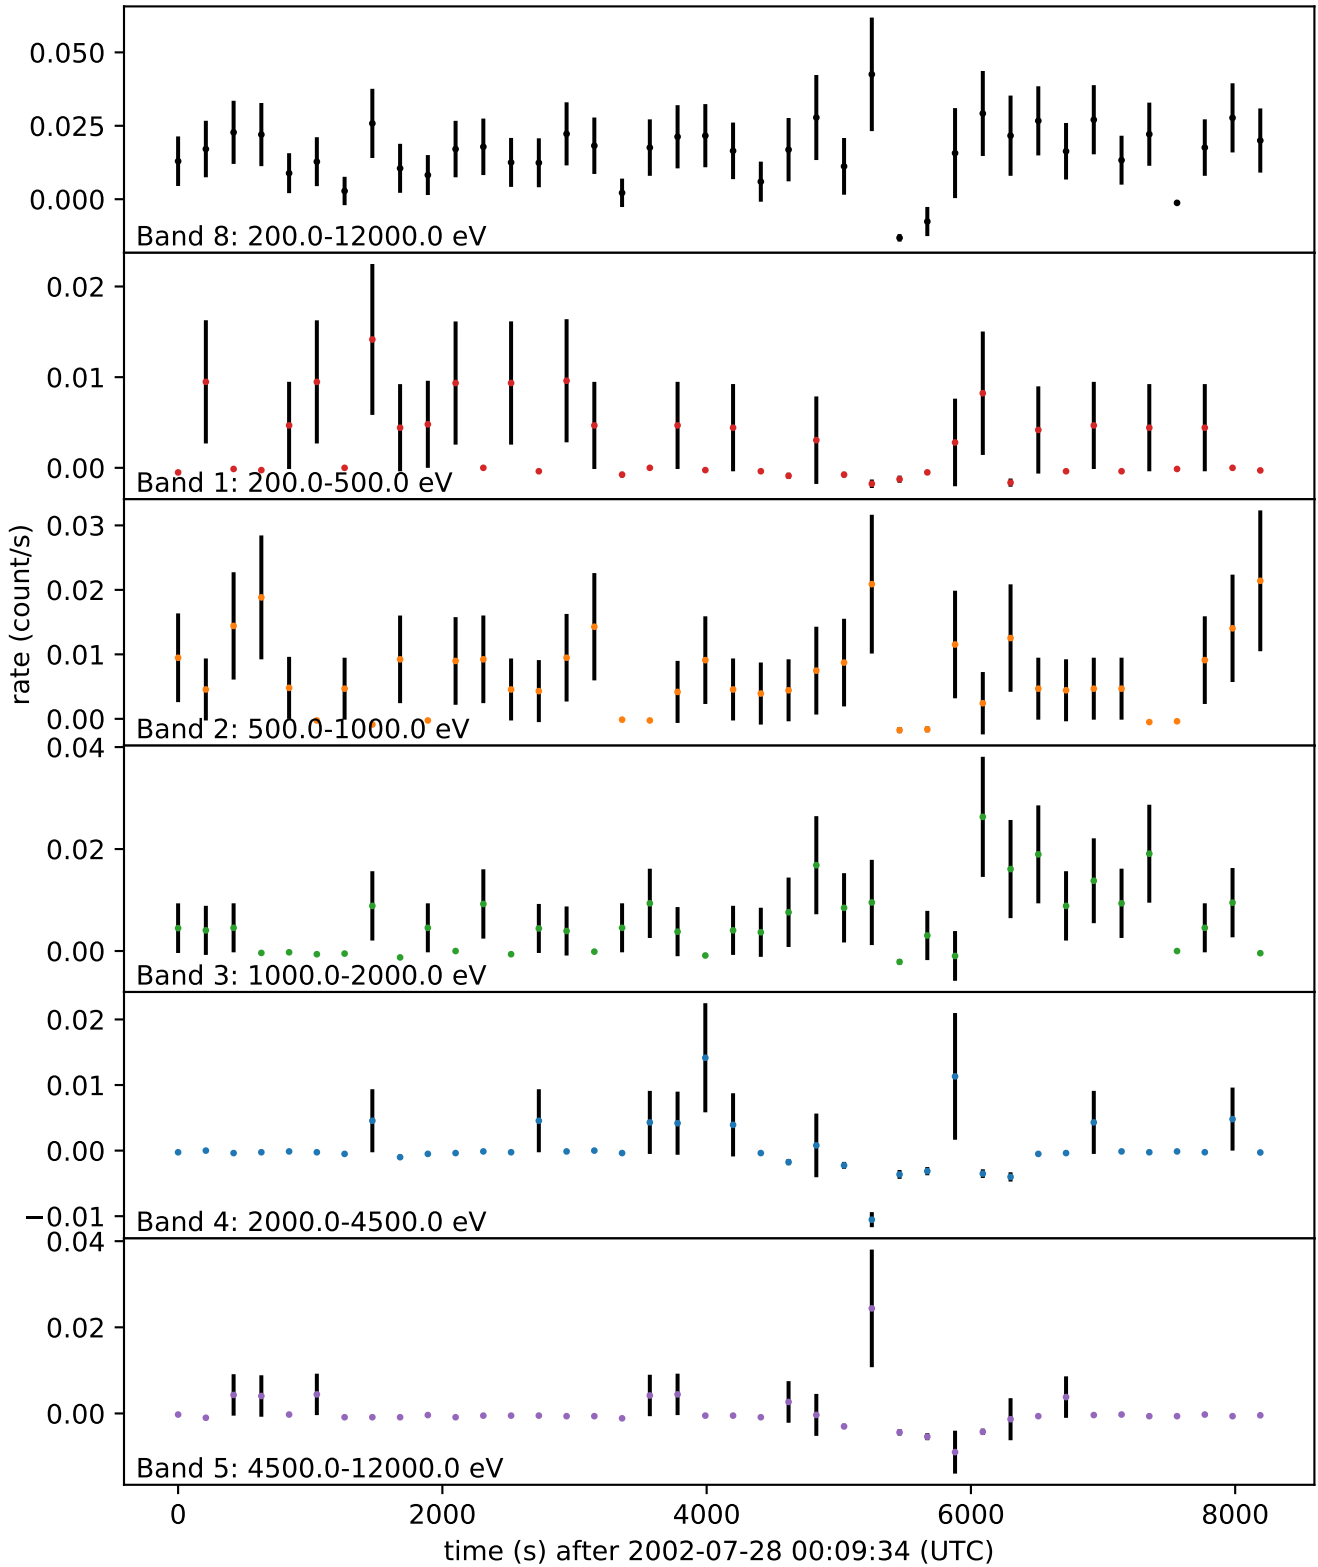 0.050
0.025
0.000
Band 8: 200.0-12000.0 eV
0.02
0.01
0.00
Band 1: 200.0-500.0 eV
0.03
0.02
0.01
0.00
Band 2: 500.0-1000.0 eV
rate (count/s)
0.04
0.02
0.00
Band 3: 1000.0-2000.0 eV
0.02
0.01
0.00
−0.01
Band 4: 2000.0-4500.0 eV
0.04
0.02
0.00
Band 5: 4500.0-12000.0 eV
0 2000 4000 6000 8000
time (s) after 2002-07-28 00:09:34 (UTC)